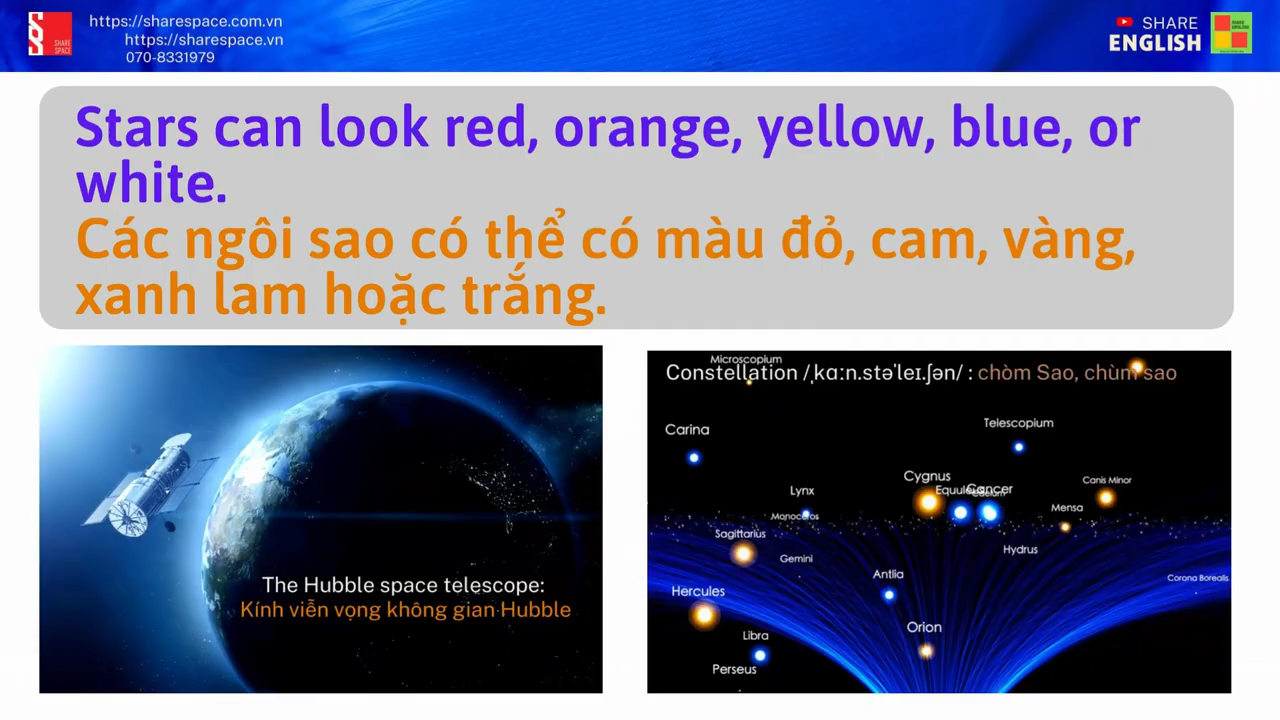 https://sharespace.com.vn
https://sharespace.vn
070-8331979
SHARE
SPACE
SHARE
ENGLISH
Stars can look red, orange, yellow, blue, or
white.
Các ngôi sao có thể có màu đỏ, cam, vàng,
xanh lam hoặc trắng.
The Hubble space telescope:
Kính viễn vọng không gian Hubble
Microscopium
Constellation /ˌkɑːn.stəˈleɪ.ʃən/ : chòm Sao, chùm sao
Carina
Telescopium
Cygnus
Canis Minor
Lynx
Cancer
Monoceros
Mensa
Sagittarius
Hydrus
Gemini
Antlia
Corona Borealis
Hercules
Orion
Libra
Perseus